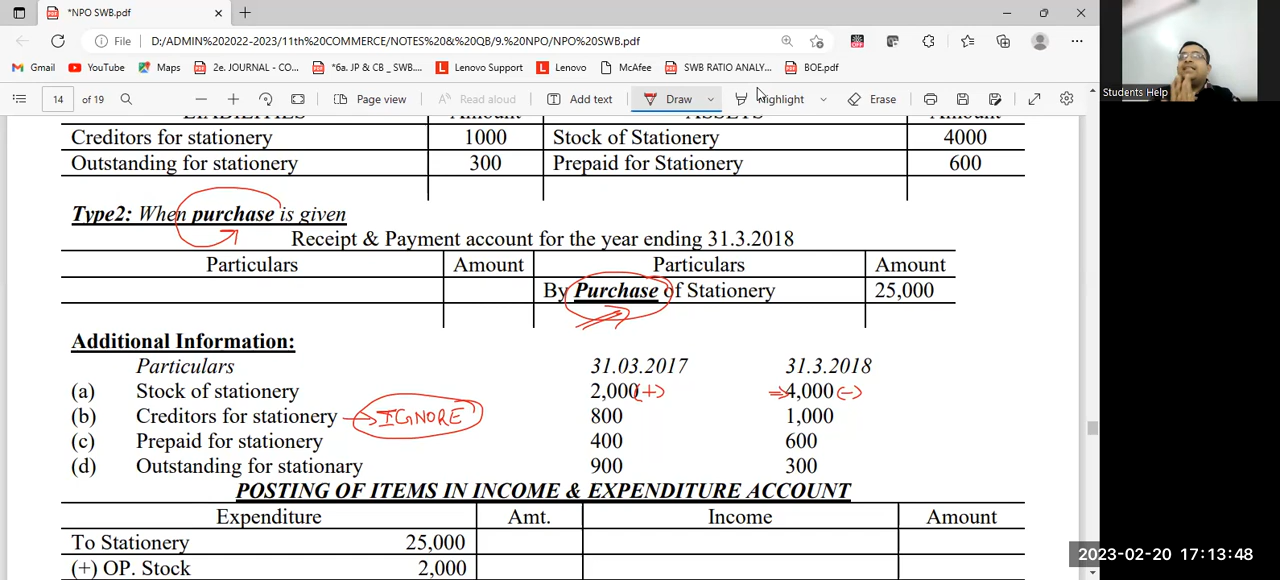 *NPO SWB.pdf
File D:/ADMIN%202022-2023/11th%20COMMERCE/NOTES%20&%20QB/9.%20NPO/NPO%20SWB.pdf
Gmail YouTube Maps 2e. JOURNAL - CO... *6a. JP & CB _ SWB.... Lenovo Support Lenovo McAfee SWB RATIO ANALY... BOE.pdf
14 of 19 Page view Read aloud Add text Draw Highlight Erase
Students Help
LIABILITIES Amount ASSETS Amount
Creditors for stationery 1000 Stock of Stationery 4000
Outstanding for stationery 300 Prepaid for Stationery 600
Type2: When purchase is given
Receipt & Payment account for the year ending 31.3.2018
Particulars Amount Particulars Amount
By Purchase of Stationery 25,000
Additional Information:
Particulars 31.03.2017 31.3.2018
(a) Stock of stationery 2,000 (+) ⇒ 4,000 (-)
(b) Creditors for stationery → IGNORE 800 1,000
(c) Prepaid for stationery 400 600
(d) Outstanding for stationary 900 300
POSTING OF ITEMS IN INCOME & EXPENDITURE ACCOUNT
Expenditure Amt. Income Amount
To Stationery 25,000
(+) OP. Stock 2,000
2023-02-20 17:13:48